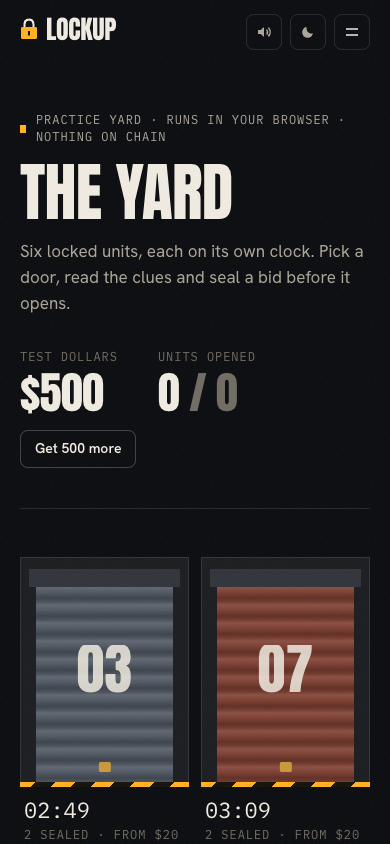 LOCKUP
PRACTICE YARD · RUNS IN YOUR BROWSER ·
NOTHING ON CHAIN
THE YARD
Six locked units, each on its own clock. Pick a
door, read the clues and seal a bid before it
opens.
TEST DOLLARS UNITS OPENED
$500 0 / 0
Get 500 more
03 07
02:49 03:09
2 SEALED · FROM $20 2 SEALED · FROM $20